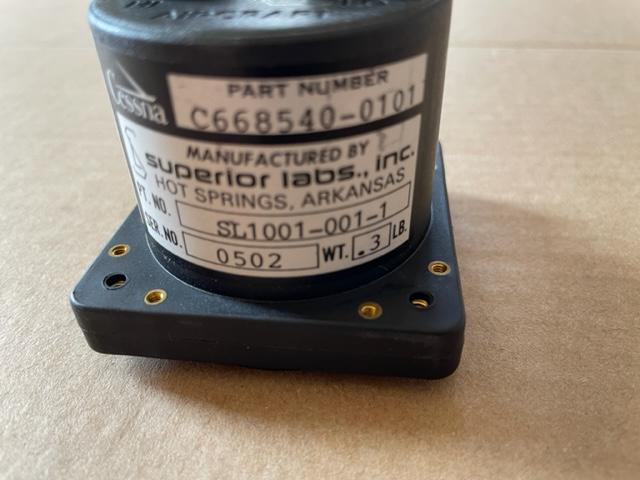 AIRCRAFT
Cessna
PART NUMBER
C668540-0101
MANUFACTURED BY
superior labs., inc.
HOT SPRINGS, ARKANSAS
PT. NO. SL1001-001-1
SER. NO. 0502 WT. .3 LB.